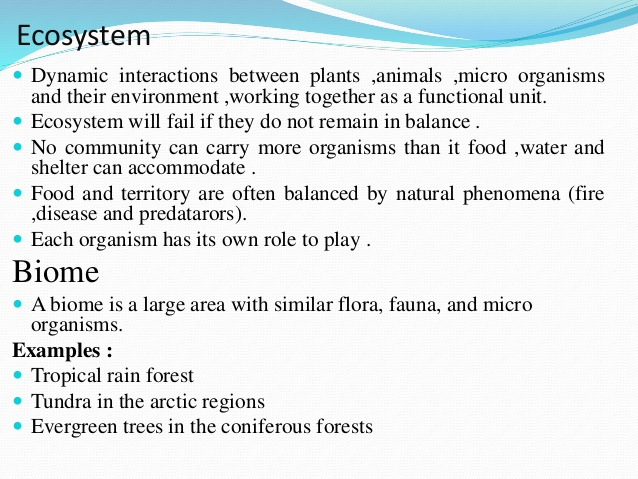 Ecosystem
Dynamic interactions between plants ,animals ,micro organisms
and their environment ,working together as a functional unit.
Ecosystem will fail if they do not remain in balance .
No community can carry more organisms than it food ,water and
shelter can accommodate .
Food and territory are often balanced by natural phenomena (fire
,disease and predatarors).
Each organism has its own role to play .
Biome
A biome is a large area with similar flora, fauna, and micro
organisms.
Examples :
Tropical rain forest
Tundra in the arctic regions
Evergreen trees in the coniferous forests